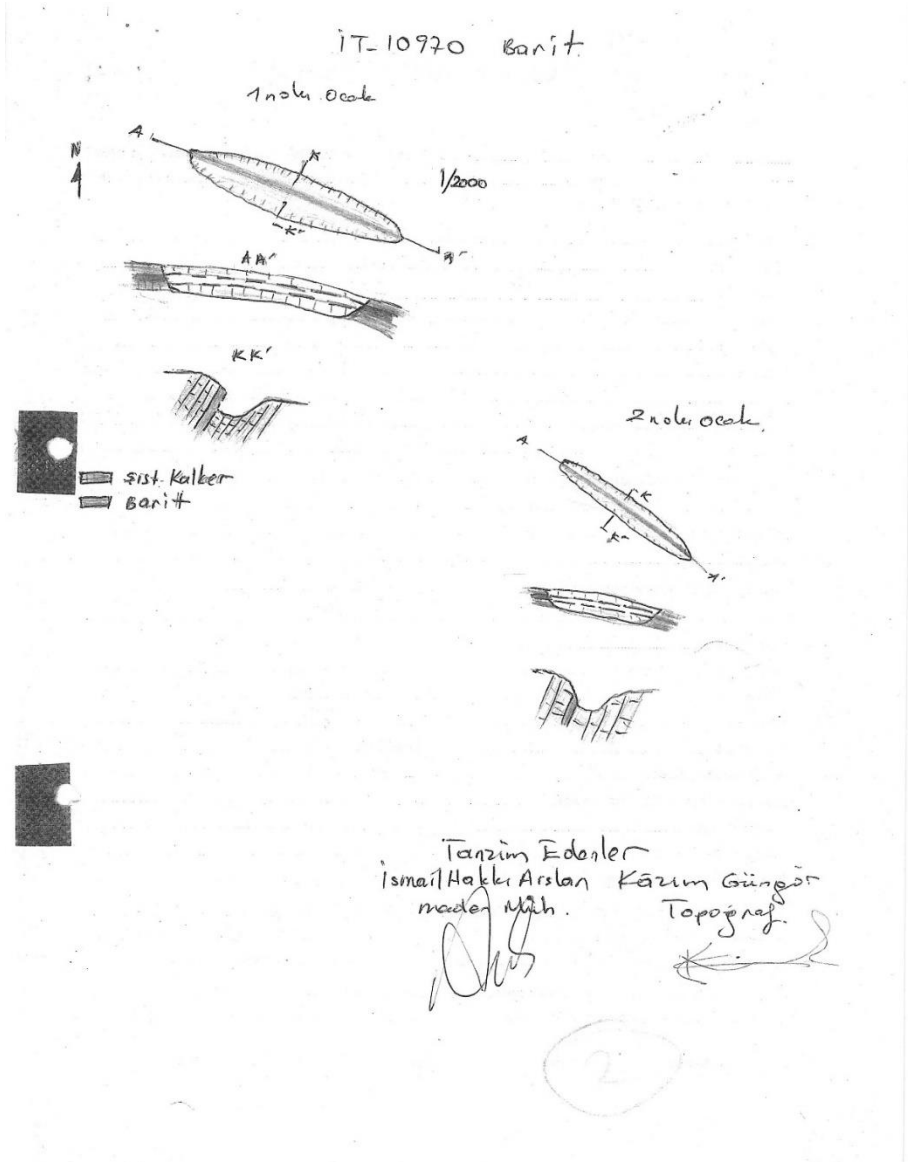 İT-10970 Barit
1 nolu Ocak
A
N
K
1/2000
K'
A'
AA'
KK'
2 nolu ocak.
A
şist. Kalker
Baritt
K
K'
A'
Tanzim Edenler
İsmail Hakkı Arslan Kâzım Güngör
maden Müh. Topoğraf.
2